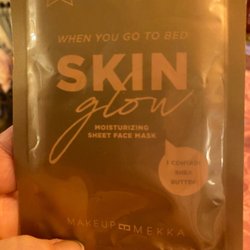 WHEN YOU GO TO BED
SKIN
glow
MOISTURIZING
SHEET FACE MASK
I CONTAIN
SHEA
BUTTER!
MAKEUP MEKKA